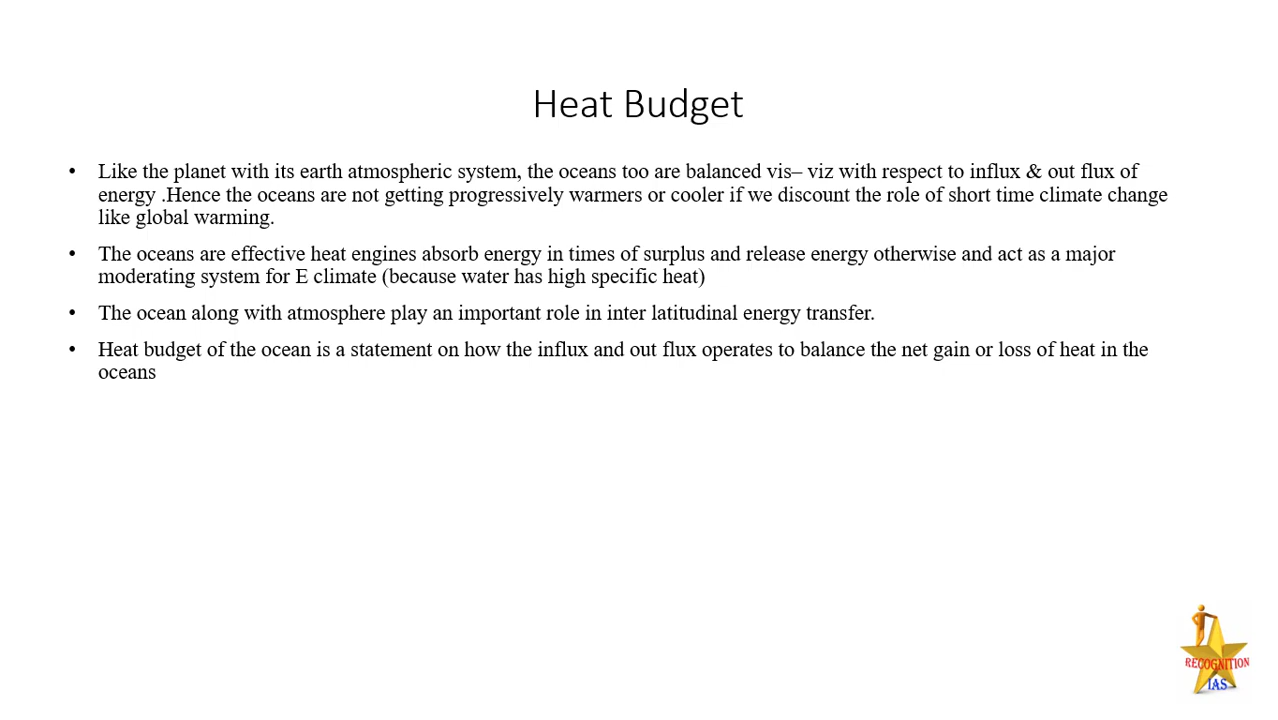 Heat Budget
• Like the planet with its earth atmospheric system, the oceans too are balanced vis– viz with respect to influx & out flux of
energy .Hence the oceans are not getting progressively warmers or cooler if we discount the role of short time climate change
like global warming.
• The oceans are effective heat engines absorb energy in times of surplus and release energy otherwise and act as a major
moderating system for E climate (because water has high specific heat)
• The ocean along with atmosphere play an important role in inter latitudinal energy transfer.
• Heat budget of the ocean is a statement on how the influx and out flux operates to balance the net gain or loss of heat in the
oceans
RECOGNITION
IAS